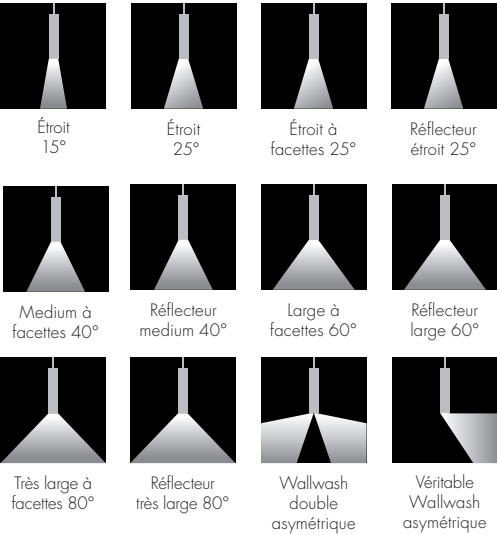 Étroit
15°
Étroit
25°
Étroit à
facettes 25°
Réflecteur
étroit 25°
Medium à
facettes 40°
Réflecteur
medium 40°
Large à
facettes 60°
Réflecteur
large 60°
Très large à
facettes 80°
Réflecteur
très large 80°
Wallwash
double
asymétrique
Véritable
Wallwash
asymétrique